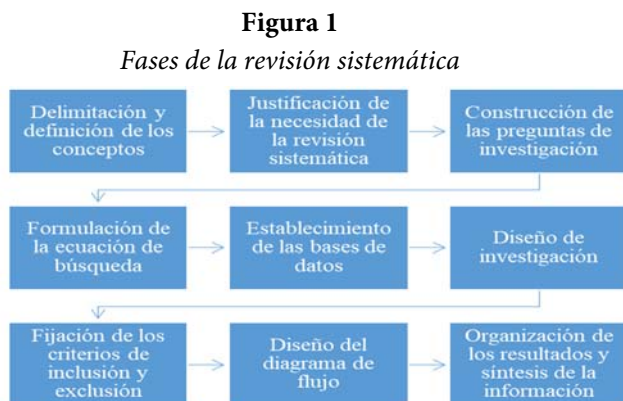 Figura 1
Fases de la revisión sistemática
Delimitación y
definición de los
conceptos
Justificación de
la necesidad de
la revisión
sistemática
Construcción de
las preguntas de
investigación
Formulación de
la ecuación de
búsqueda
Establecimiento
de las bases de
datos
Diseño de
investigación
Fijación de los
criterios de
inclusión y
exclusión
Diseño del
diagrama de
flujo
Organización de
los resultados y
síntesis de la
información